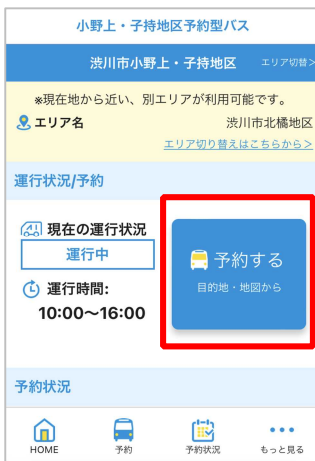 小野上・子持地区予約型バス
渋川市小野上・子持地区 エリア切替>
※現在地から近い、別エリアが利用可能です。
エリア名 渋川市北橘地区
エリア切り替えはこちらから>
運行状況/予約
現在の運行状況
運行中
運行時間:
10:00〜16:00
予約する
目的地・地図から
予約状況
HOME 予約 予約状況 もっと見る